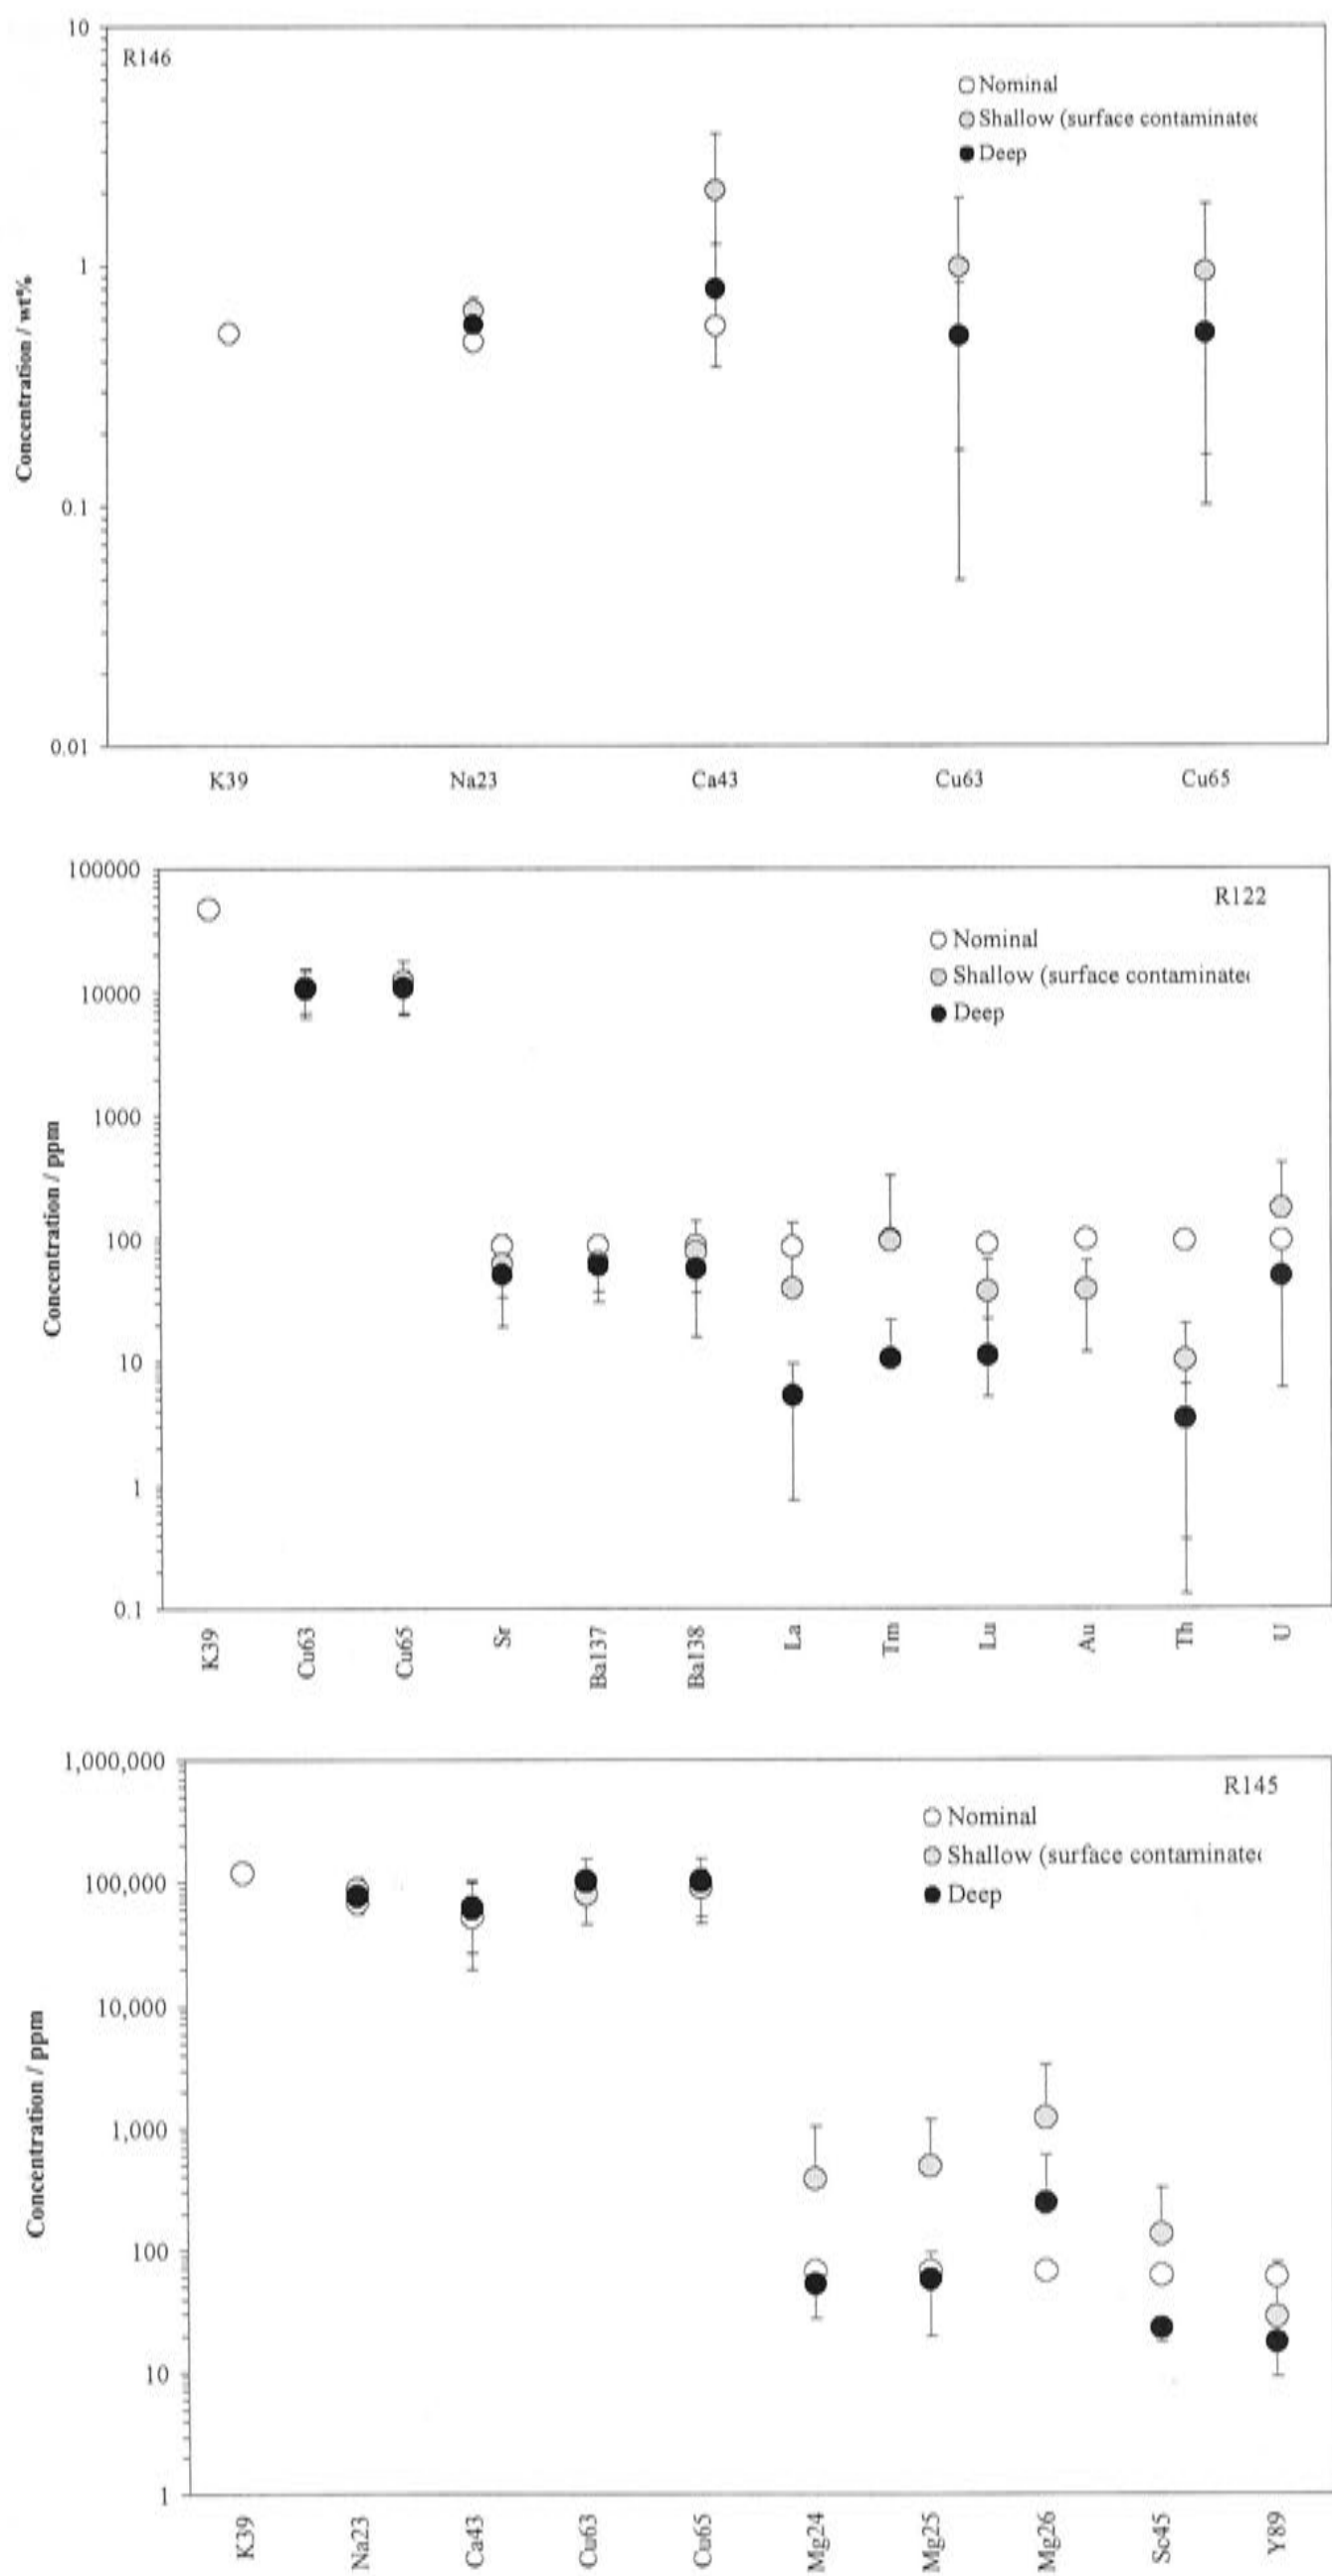 10
R146
Nominal
Shallow (surface contaminated
Deep
1
0.1
0.01
Concentration / wt%
K39 Na23 Ca43 Cu63 Cu65
100000
R122
Nominal
Shallow (surface contaminated
Deep
10000
1000
100
10
1
0.1
Concentration / ppm
K39 Cu63 Cu65 Sr Ba137 Ba138 La Tm Lu Au Th U
1,000,000
R145
Nominal
Shallow (surface contaminated
Deep
100,000
10,000
1,000
100
10
1
Concentration / ppm
K39 Na23 Ca43 Cu63 Cu65 Mg24 Mg25 Mg26 Sc45 Y89